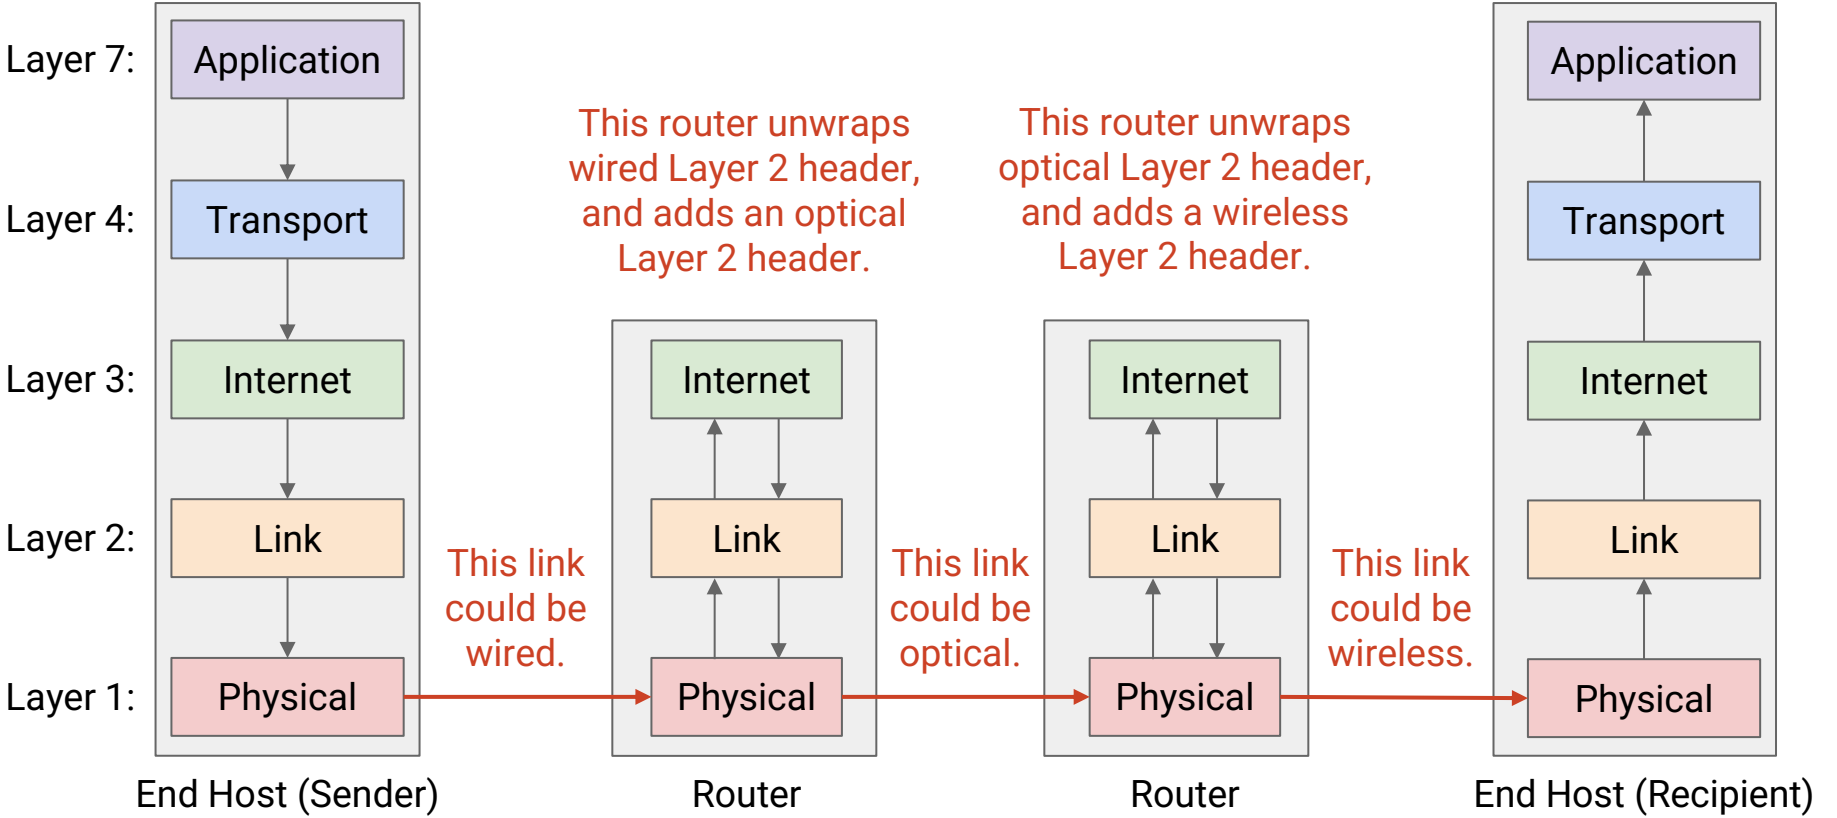 Layer 7:
Application
Application
This router unwraps
wired Layer 2 header,
and adds an optical
Layer 2 header.
This router unwraps
optical Layer 2 header,
and adds a wireless
Layer 2 header.
Layer 4:
Transport
Transport
Layer 3:
Internet
Internet
Internet
Internet
Layer 2:
Link
Link
Link
Link
This link
could be
wired.
This link
could be
optical.
This link
could be
wireless.
Layer 1:
Physical
Physical
Physical
Physical
End Host (Sender)
Router
Router
End Host (Recipient)